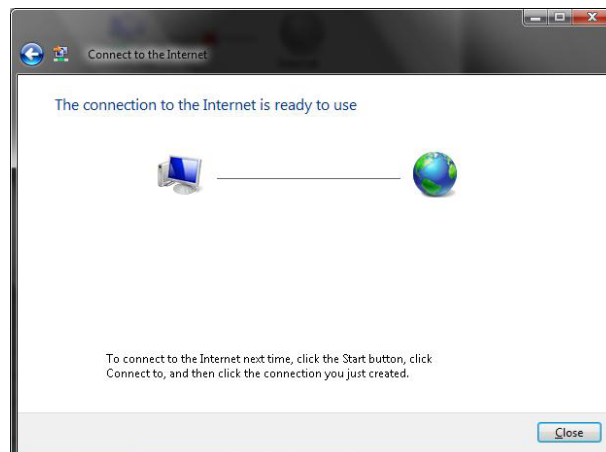 Connect to the Internet
The connection to the Internet is ready to use
To connect to the Internet next time, click the Start button, click
Connect to, and then click the connection you just created.
Close